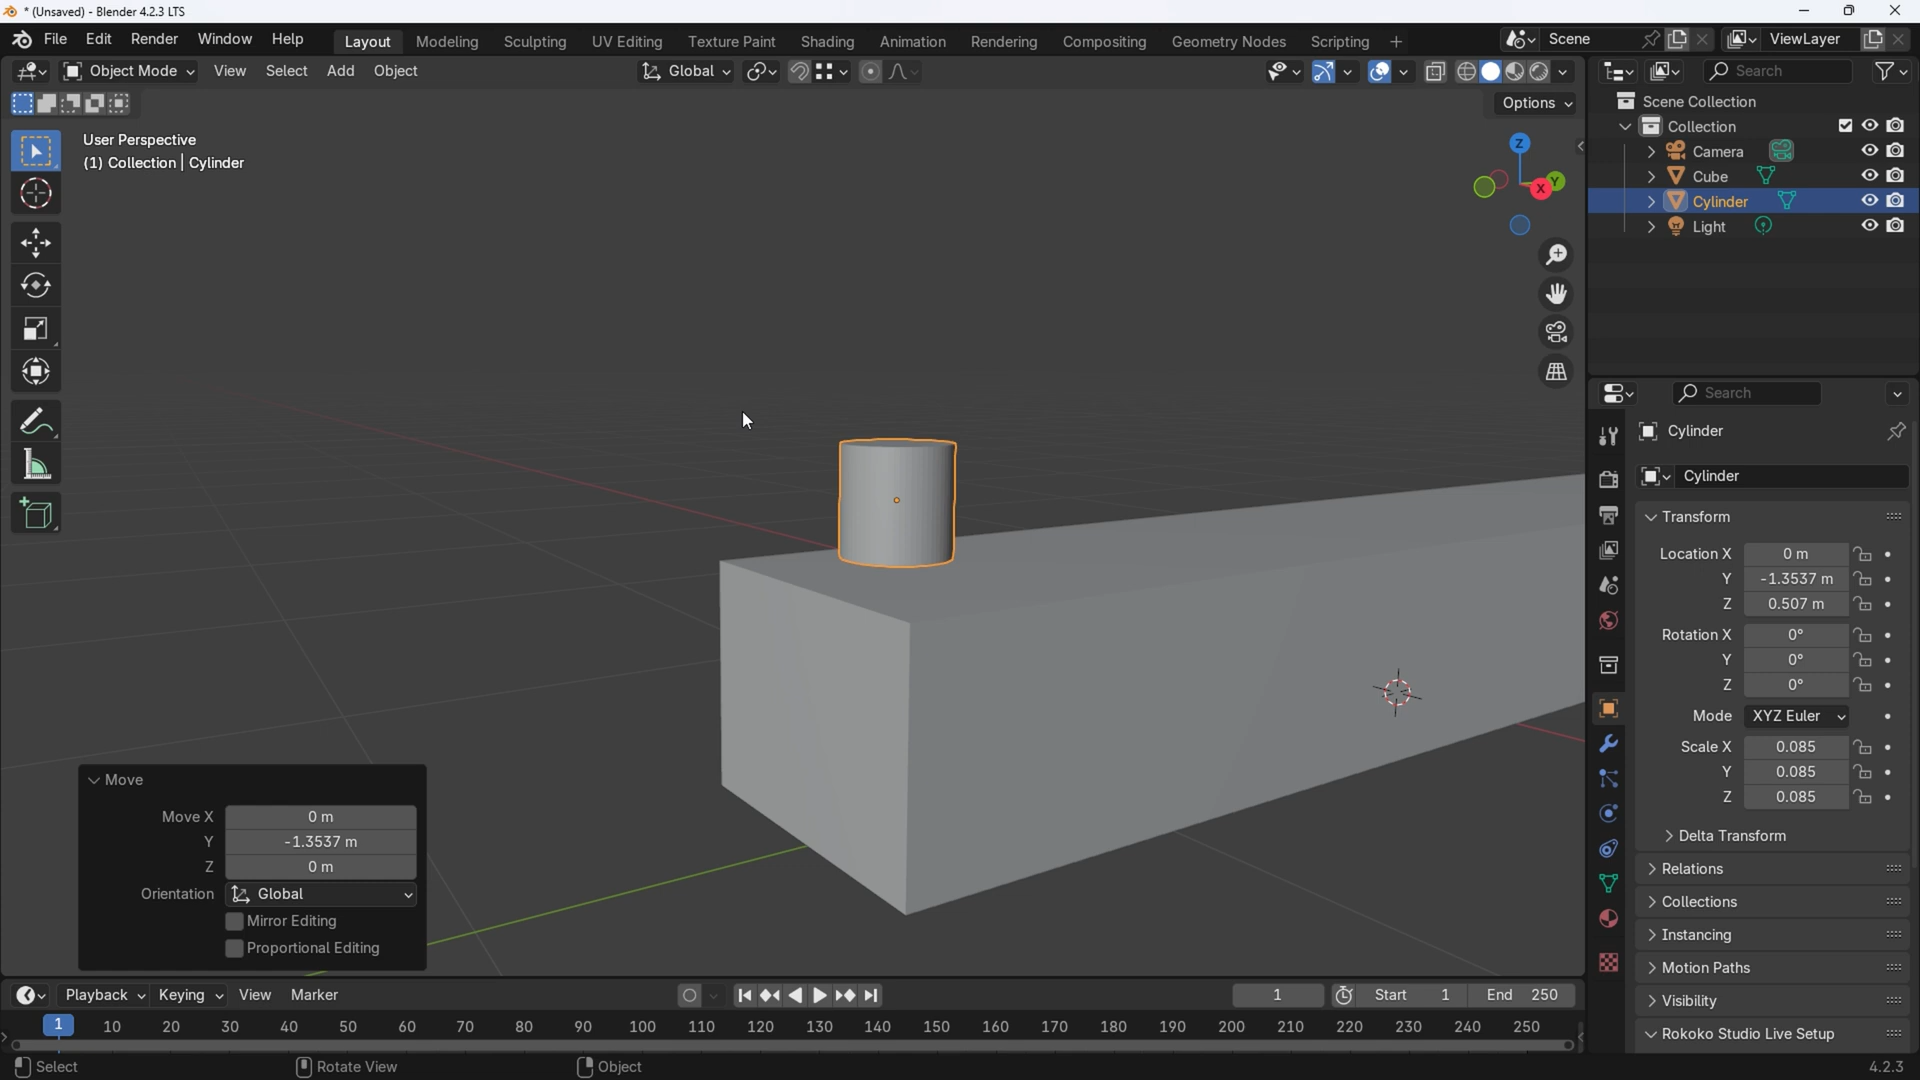 * (Unsaved) - Blender 4.2.3 LTS
File Edit Render Window Help Layout Modeling Sculpting UV Editing Texture Paint Shading Animation Rendering Compositing Geometry Nodes Scripting + Scene ViewLayer
Object Mode View Select Add Object Global Search
Options
User Perspective
(1) Collection | Cylinder
Z
Y
X
Scene Collection
Collection
Camera
Cube
Cylinder
Light
Search
Cylinder
Cylinder
Transform
Location X 0 m
Y -1.3537 m
Z 0.507 m
Rotation X 0°
Y 0°
Z 0°
Mode XYZ Euler
Scale X 0.085
Y 0.085
Z 0.085
Delta Transform
Relations
Collections
Instancing
Motion Paths
Visibility
Rokoko Studio Live Setup
Move
Move X 0 m
Y -1.3537 m
Z 0 m
Orientation Global
Mirror Editing
Proportional Editing
Playback Keying View Marker 1 Start 1 End 250
1 10 20 30 40 50 60 70 80 90 100 110 120 130 140 150 160 170 180 190 200 210 220 230 240 250
Select Rotate View Object 4.2.3